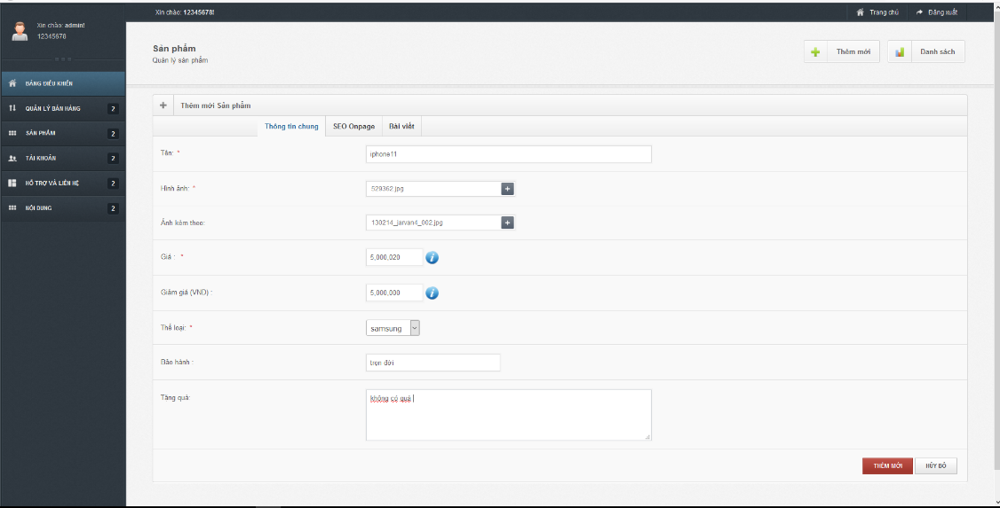 Xin chào: admin!
12345678
BẢNG ĐIỀU KHIỂN
QUẢN LÝ BÁN HÀNG 2
SẢN PHẨM 2
TÀI KHOẢN 2
HỖ TRỢ VÀ LIÊN HỆ 2
NỘI DUNG 2
Xin chào: 12345678! Trang chủ Đăng xuất
Sản phẩm
Quản lý sản phẩm
Thêm mới Danh sách
Thêm mới Sản phẩm
Thông tin chung SEO Onpage Bài viết
Tên: * iphone11
Hình ảnh: * 529362.jpg +
Ảnh kèm theo: 130214_jarvan4_002.jpg +
Giá : * 5,000,020
Giảm giá (VND) : 5,000,000
Thể loại: * samsung
Bảo hành : trọn đời
Tặng quà: không có quà
THÊM MỚI HỦY BỎ